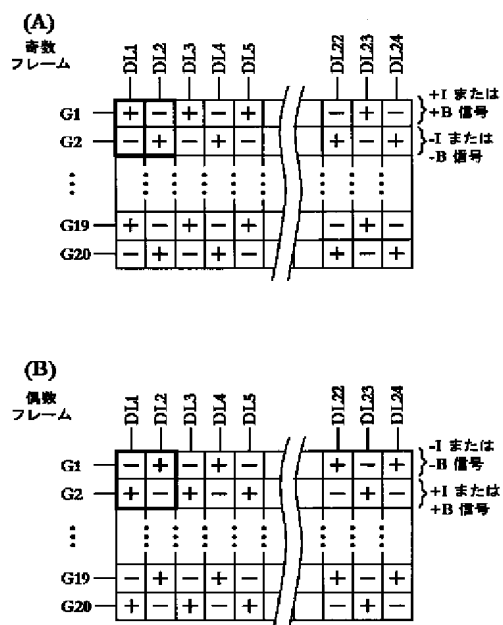 (A)
奇数
フレーム
DL1 DL2 DL3 DL4 DL5 DL22 DL23 DL24
G1 + − + − + − + − +I または
+B 信号
G2 − + − + − + − + -I または
-B 信号
G19 + − + − + − + −
G20 − + − + − + − +
(B)
偶数
フレーム
DL1 DL2 DL3 DL4 DL5 DL22 DL23 DL24
G1 − + − + − + − + -I または
-B 信号
G2 + − + − + − + − +I または
+B 信号
G19 − + − + − + − +
G20 + − + − + − + −